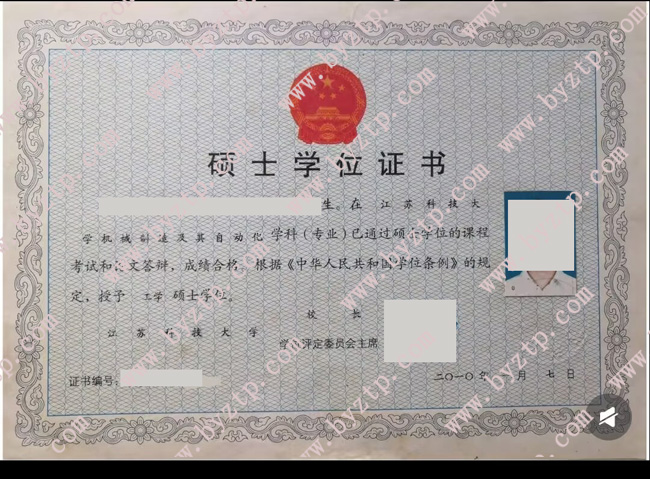 硕士学位证书
生。在 江苏科技大
学机械制造及其自动化 学科(专业)已通过硕士学位的课程
考试和论文答辩,成绩合格。根据《中华人民共和国学位条例》的规
定,授予 工学 硕士学位。
校 长
江苏科技大学
学位评定委员会主席
证书编号:
二〇一〇年 月 七 日
www.byztp.com